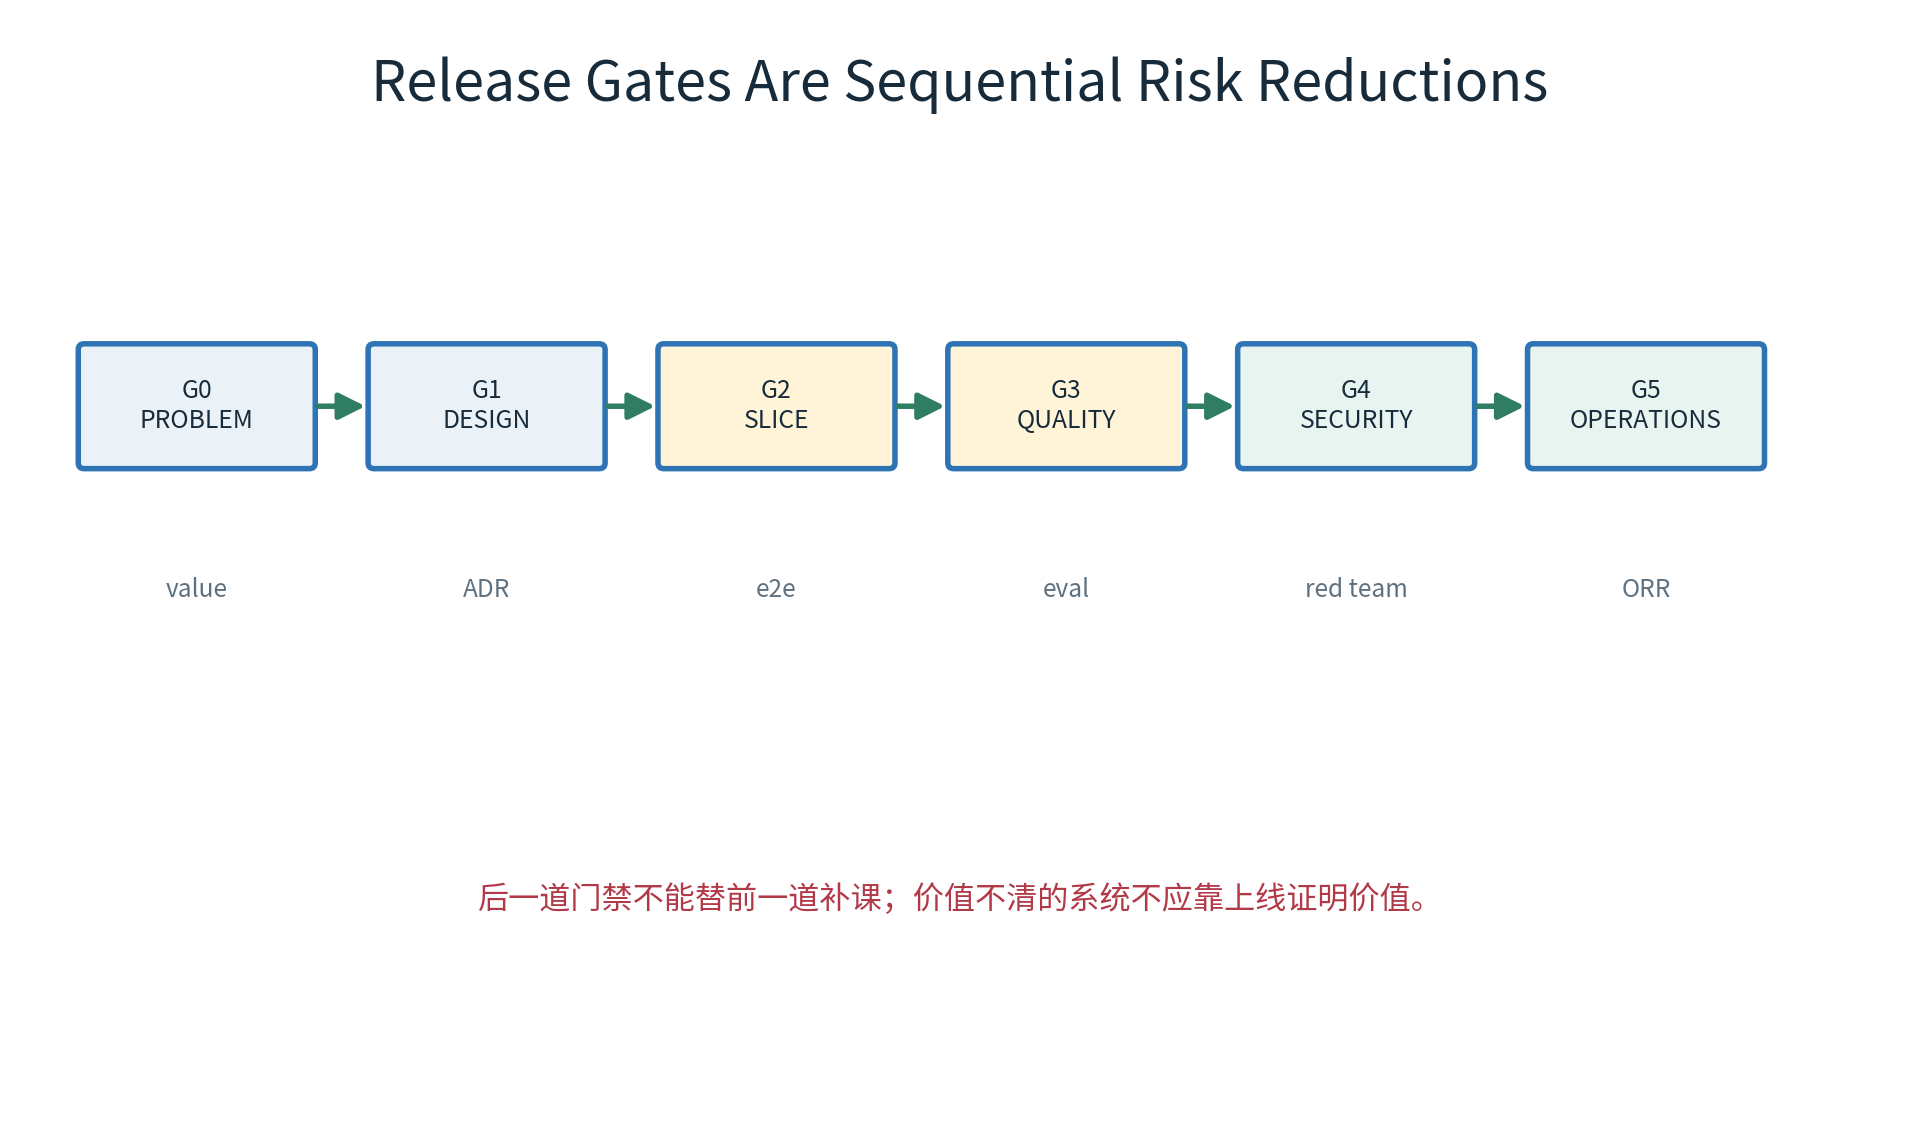 Release Gates Are Sequential Risk Reductions
G0
PROBLEM
G1
DESIGN
G2
SLICE
G3
QUALITY
G4
SECURITY
G5
OPERATIONS
value
ADR
e2e
eval
red team
ORR
后一道门禁不能替前一道补课；价值不清的系统不应靠上线证明价值。